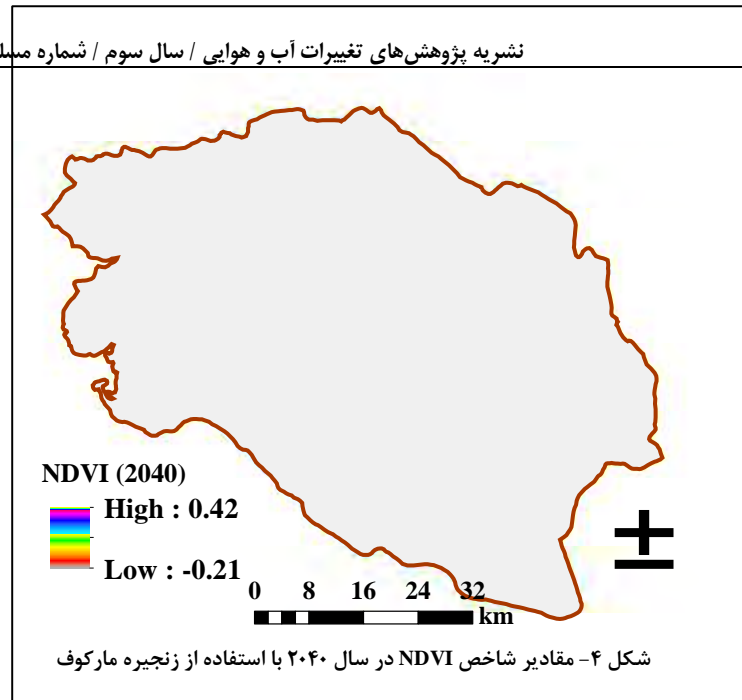 نشریه پژوهش‌های تغییرات آب و هوایی / سال سوم / شماره
NDVI (2040)
High : 0.42
Low : -0.21
0 8 16 24 32
km
شکل ۴- مقادیر شاخص NDVI در سال ۲۰۴۰ با استفاده از زنجیره مارکوف